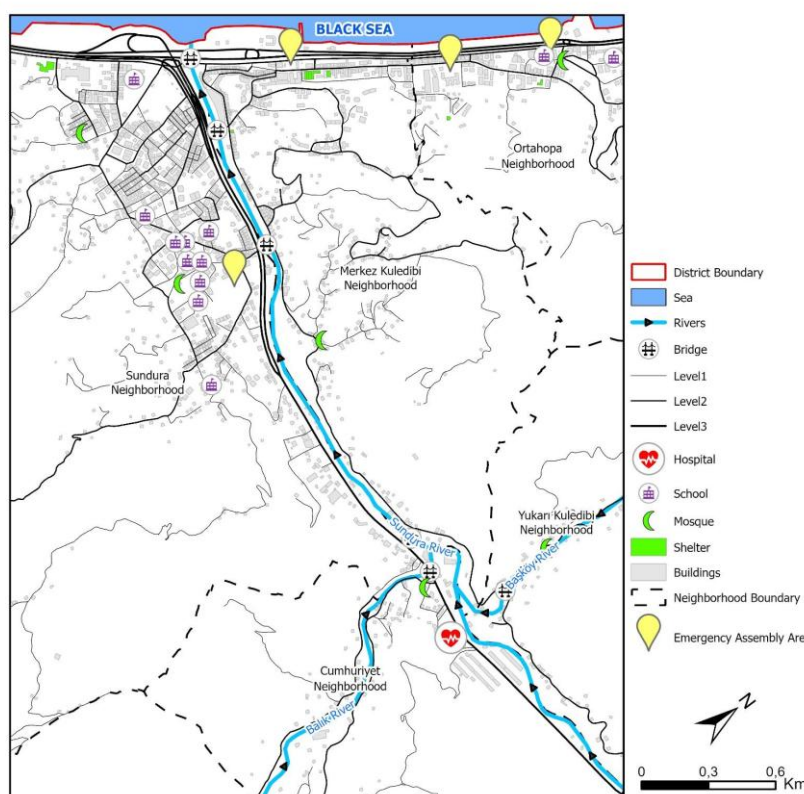 BLACK SEA
Ortahopa
Neighborhood
Merkez Kuledibi
Neighborhood
Sundura
Neighborhood
Yukarı Kuledibi
Neighborhood
Sundura River
Başköy River
Cumhuriyet
Neighborhood
Balık River
District Boundary
Sea
Rivers
Bridge
Level1
Level2
Level3
Hospital
School
Mosque
Shelter
Buildings
Neighborhood Boundary
Emergency Assembly Area
N
0 0,3 0,6
Km